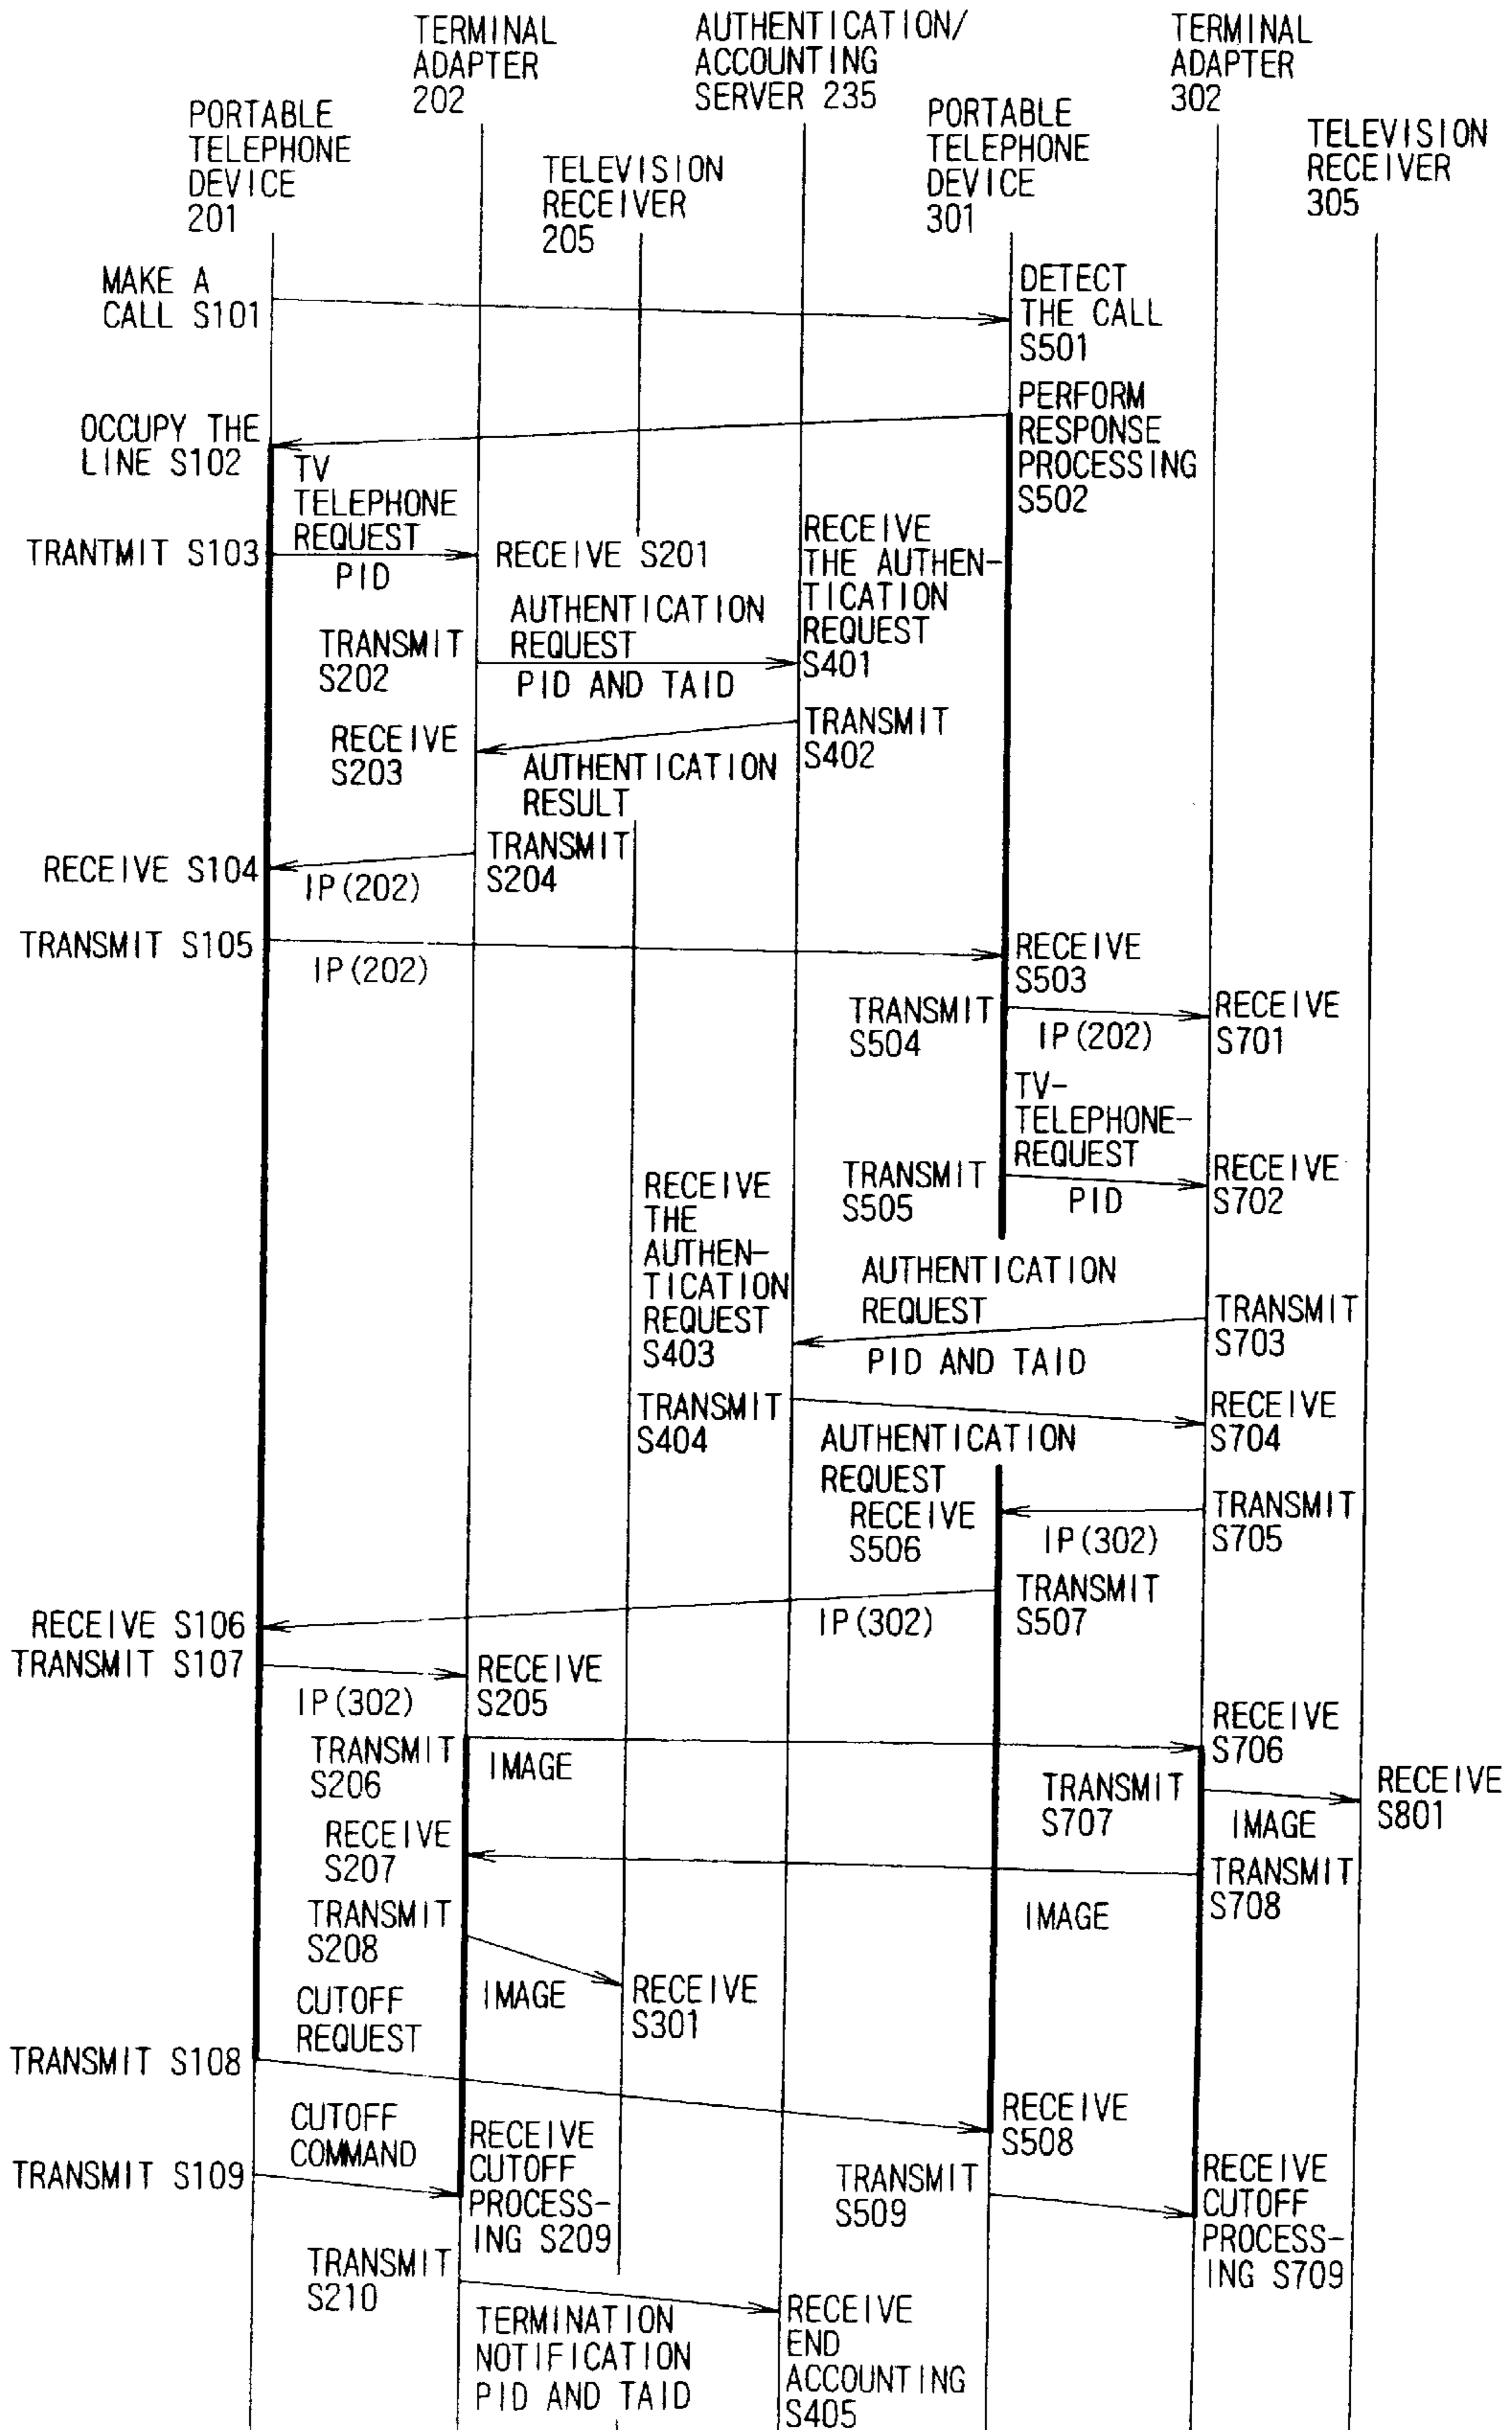 TERMINAL
ADAPTER
202
AUTHENTICATION/
ACCOUNTING
SERVER 235
TERMINAL
ADAPTER
302
PORTABLE
TELEPHONE
DEVICE
201
TELEVISION
RECEIVER
205
PORTABLE
TELEPHONE
DEVICE
301
TELEVISION
RECEIVER
305
MAKE A
CALL S101
DETECT
THE CALL
S501
OCCUPY THE
LINE S102
PERFORM
RESPONSE
PROCESSING
S502
TV
TELEPHONE
REQUEST
PID
TRANTMIT S103
RECEIVE S201
RECEIVE
THE AUTHEN-
TICATION
REQUEST
S401
AUTHENTICATION
REQUEST
PID AND TAID
TRANSMIT
S202
TRANSMIT
S402
RECEIVE
S203
AUTHENTICATION
RESULT
TRANSMIT
S204
RECEIVE S104
IP(202)
TRANSMIT S105
IP(202)
RECEIVE
S503
TRANSMIT
S504
IP(202)
RECEIVE
S701
TV-
TELEPHONE-
REQUEST
PID
TRANSMIT
S505
RECEIVE
S702
RECEIVE
THE
AUTHEN-
TICATION
REQUEST
S403
AUTHENTICATION
REQUEST
PID AND TAID
TRANSMIT
S703
TRANSMIT
S404
RECEIVE
S704
AUTHENTICATION
REQUEST
RECEIVE
S506
IP(302)
TRANSMIT
S705
TRANSMIT
S507
IP(302)
RECEIVE S106
TRANSMIT S107
IP(302)
RECEIVE
S205
TRANSMIT
S206
IMAGE
RECEIVE
S706
TRANSMIT
S707
IMAGE
RECEIVE
S801
RECEIVE
S207
TRANSMIT
S708
IMAGE
TRANSMIT
S208
IMAGE
RECEIVE
S301
CUTOFF
REQUEST
TRANSMIT S108
RECEIVE
S508
CUTOFF
COMMAND
TRANSMIT S109
RECEIVE
CUTOFF
PROCESS-
ING S209
TRANSMIT
S509
RECEIVE
CUTOFF
PROCESS-
ING S709
TRANSMIT
S210
TERMINATION
NOTIFICATION
PID AND TAID
RECEIVE
END
ACCOUNTING
S405